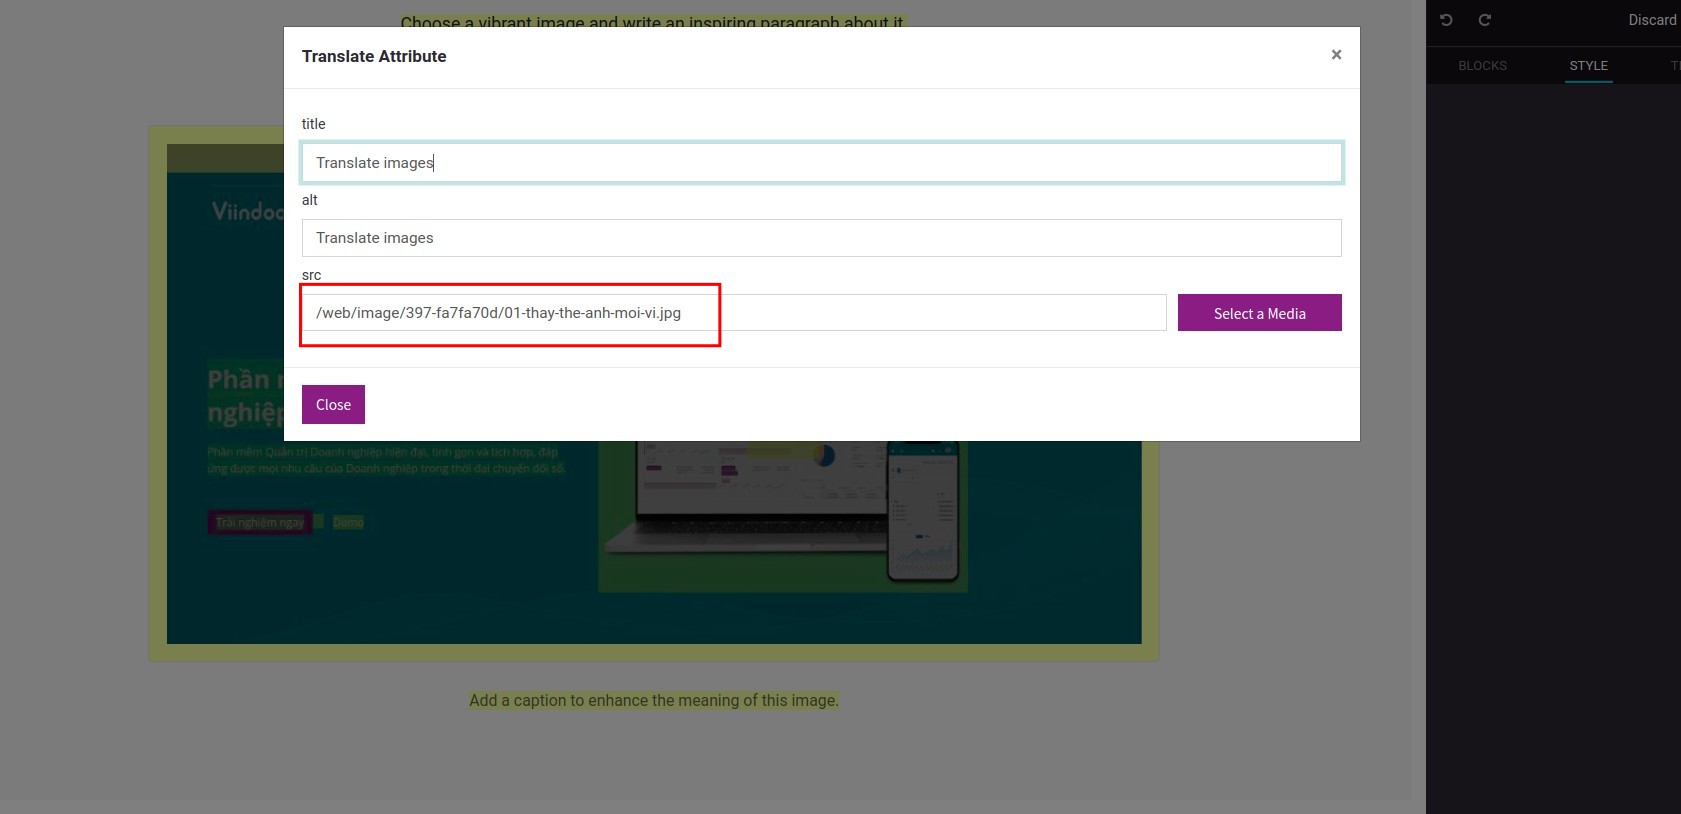 Choose a vibrant image and write an inspiring paragraph about it.
Discard
Translate Attribute
×
BLOCKS
STYLE
title
Translate images
alt
Translate images
src
/web/image/397-fa7fa70d/01-thay-the-anh-moi-vi.jpg
Select a Media
Close
Phần mềm Quản trị Doanh nghiệp hiện đại, tinh gọn và tích hợp, đáp
ứng được mọi nhu cầu của Doanh nghiệp trong thời đại chuyển đổi số.
Trải nghiệm ngay
Demo
Add a caption to enhance the meaning of this image.